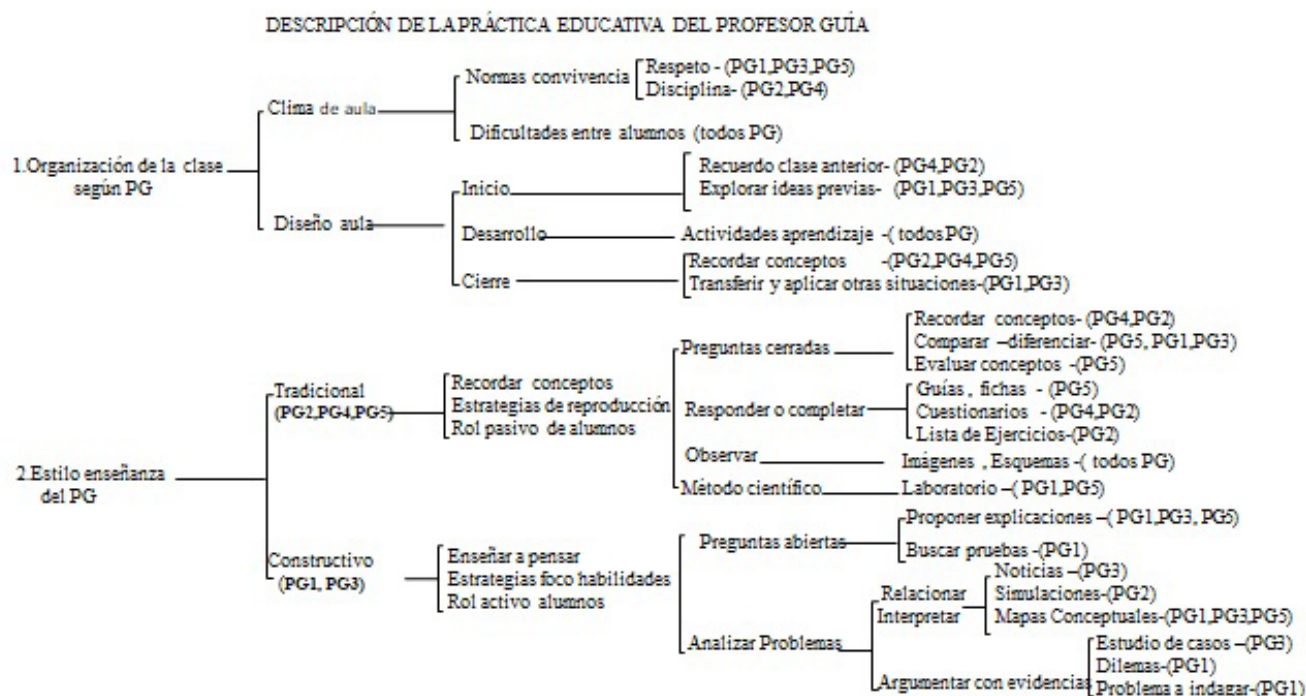 DESCRIPCIÓN DE LA PRÁCTICA EDUCATIVA DEL PROFESOR GUÍA
1.Organización de la clase
según PG
Clima de aula
Normas convivencia
Respeto - (PG1,PG3,PG5)
Disciplina- (PG2,PG4)
Dificultades entre alumnos (todos PG)
Diseño aula
Inicio
Recuerdo clase anterior- (PG4,PG2)
Explorar ideas previas- (PG1,PG3,PG5)
Desarrollo
Actividades aprendizaje -( todos PG)
Cierre
Recordar conceptos -(PG2,PG4,PG5)
Transferir y aplicar otras situaciones-(PG1,PG3)
2.Estilo enseñanza
del PG
Tradicional
(PG2,PG4,PG5)
Recordar conceptos
Estrategias de reproducción
Rol pasivo de alumnos
Preguntas cerradas
Recordar conceptos- (PG4,PG2)
Comparar –diferenciar- (PG5, PG1,PG3)
Evaluar conceptos -(PG5)
Responder o completar
Guías , fichas - (PG5)
Cuestionarios - (PG4,PG2)
Lista de Ejercicios-(PG2)
Observar
Imágenes , Esquemas -( todos PG)
Método científico
Laboratorio –( PG1,PG5)
Constructivo
(PG1, PG3)
Enseñar a pensar
Estrategias foco habilidades
Rol activo alumnos
Preguntas abiertas
Proponer explicaciones –( PG1,PG3, PG5)
Buscar pruebas -(PG1)
Analizar Problemas
Relacionar
Interpretar
Noticias –(PG3)
Simulaciones-(PG2)
Mapas Conceptuales-(PG1,PG3,PG5)
Argumentar con evidencias
Estudio de casos –(PG3)
Dilemas-(PG1)
Problema a indagar-(PG1)